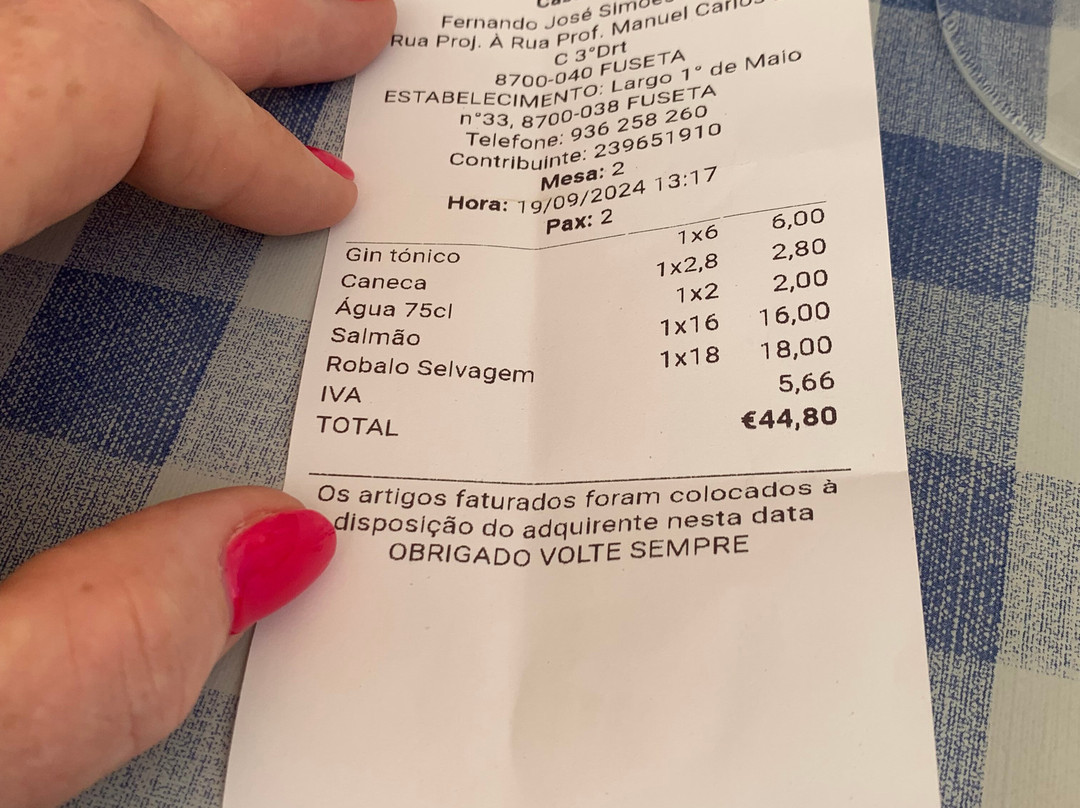 Fernando José Simões
Rua Proj. À Rua Prof. Manuel Carlos
C 3°Drt
8700-040 FUSETA
ESTABELECIMENTO: Largo 1° de Maio
n°33, 8700-038 FUSETA
Telefone: 936 258 260
Contribuinte: 239651910
Mesa: 2
Hora: 19/09/2024 13:17
Pax: 2
Gin tónico 1x6 6,00
Caneca 1x2,8 2,80
Água 75cl 1x2 2,00
Salmão 1x16 16,00
Robalo Selvagem 1x18 18,00
IVA 5,66
TOTAL €44,80
Os artigos faturados foram colocados à
disposição do adquirente nesta data
OBRIGADO VOLTE SEMPRE